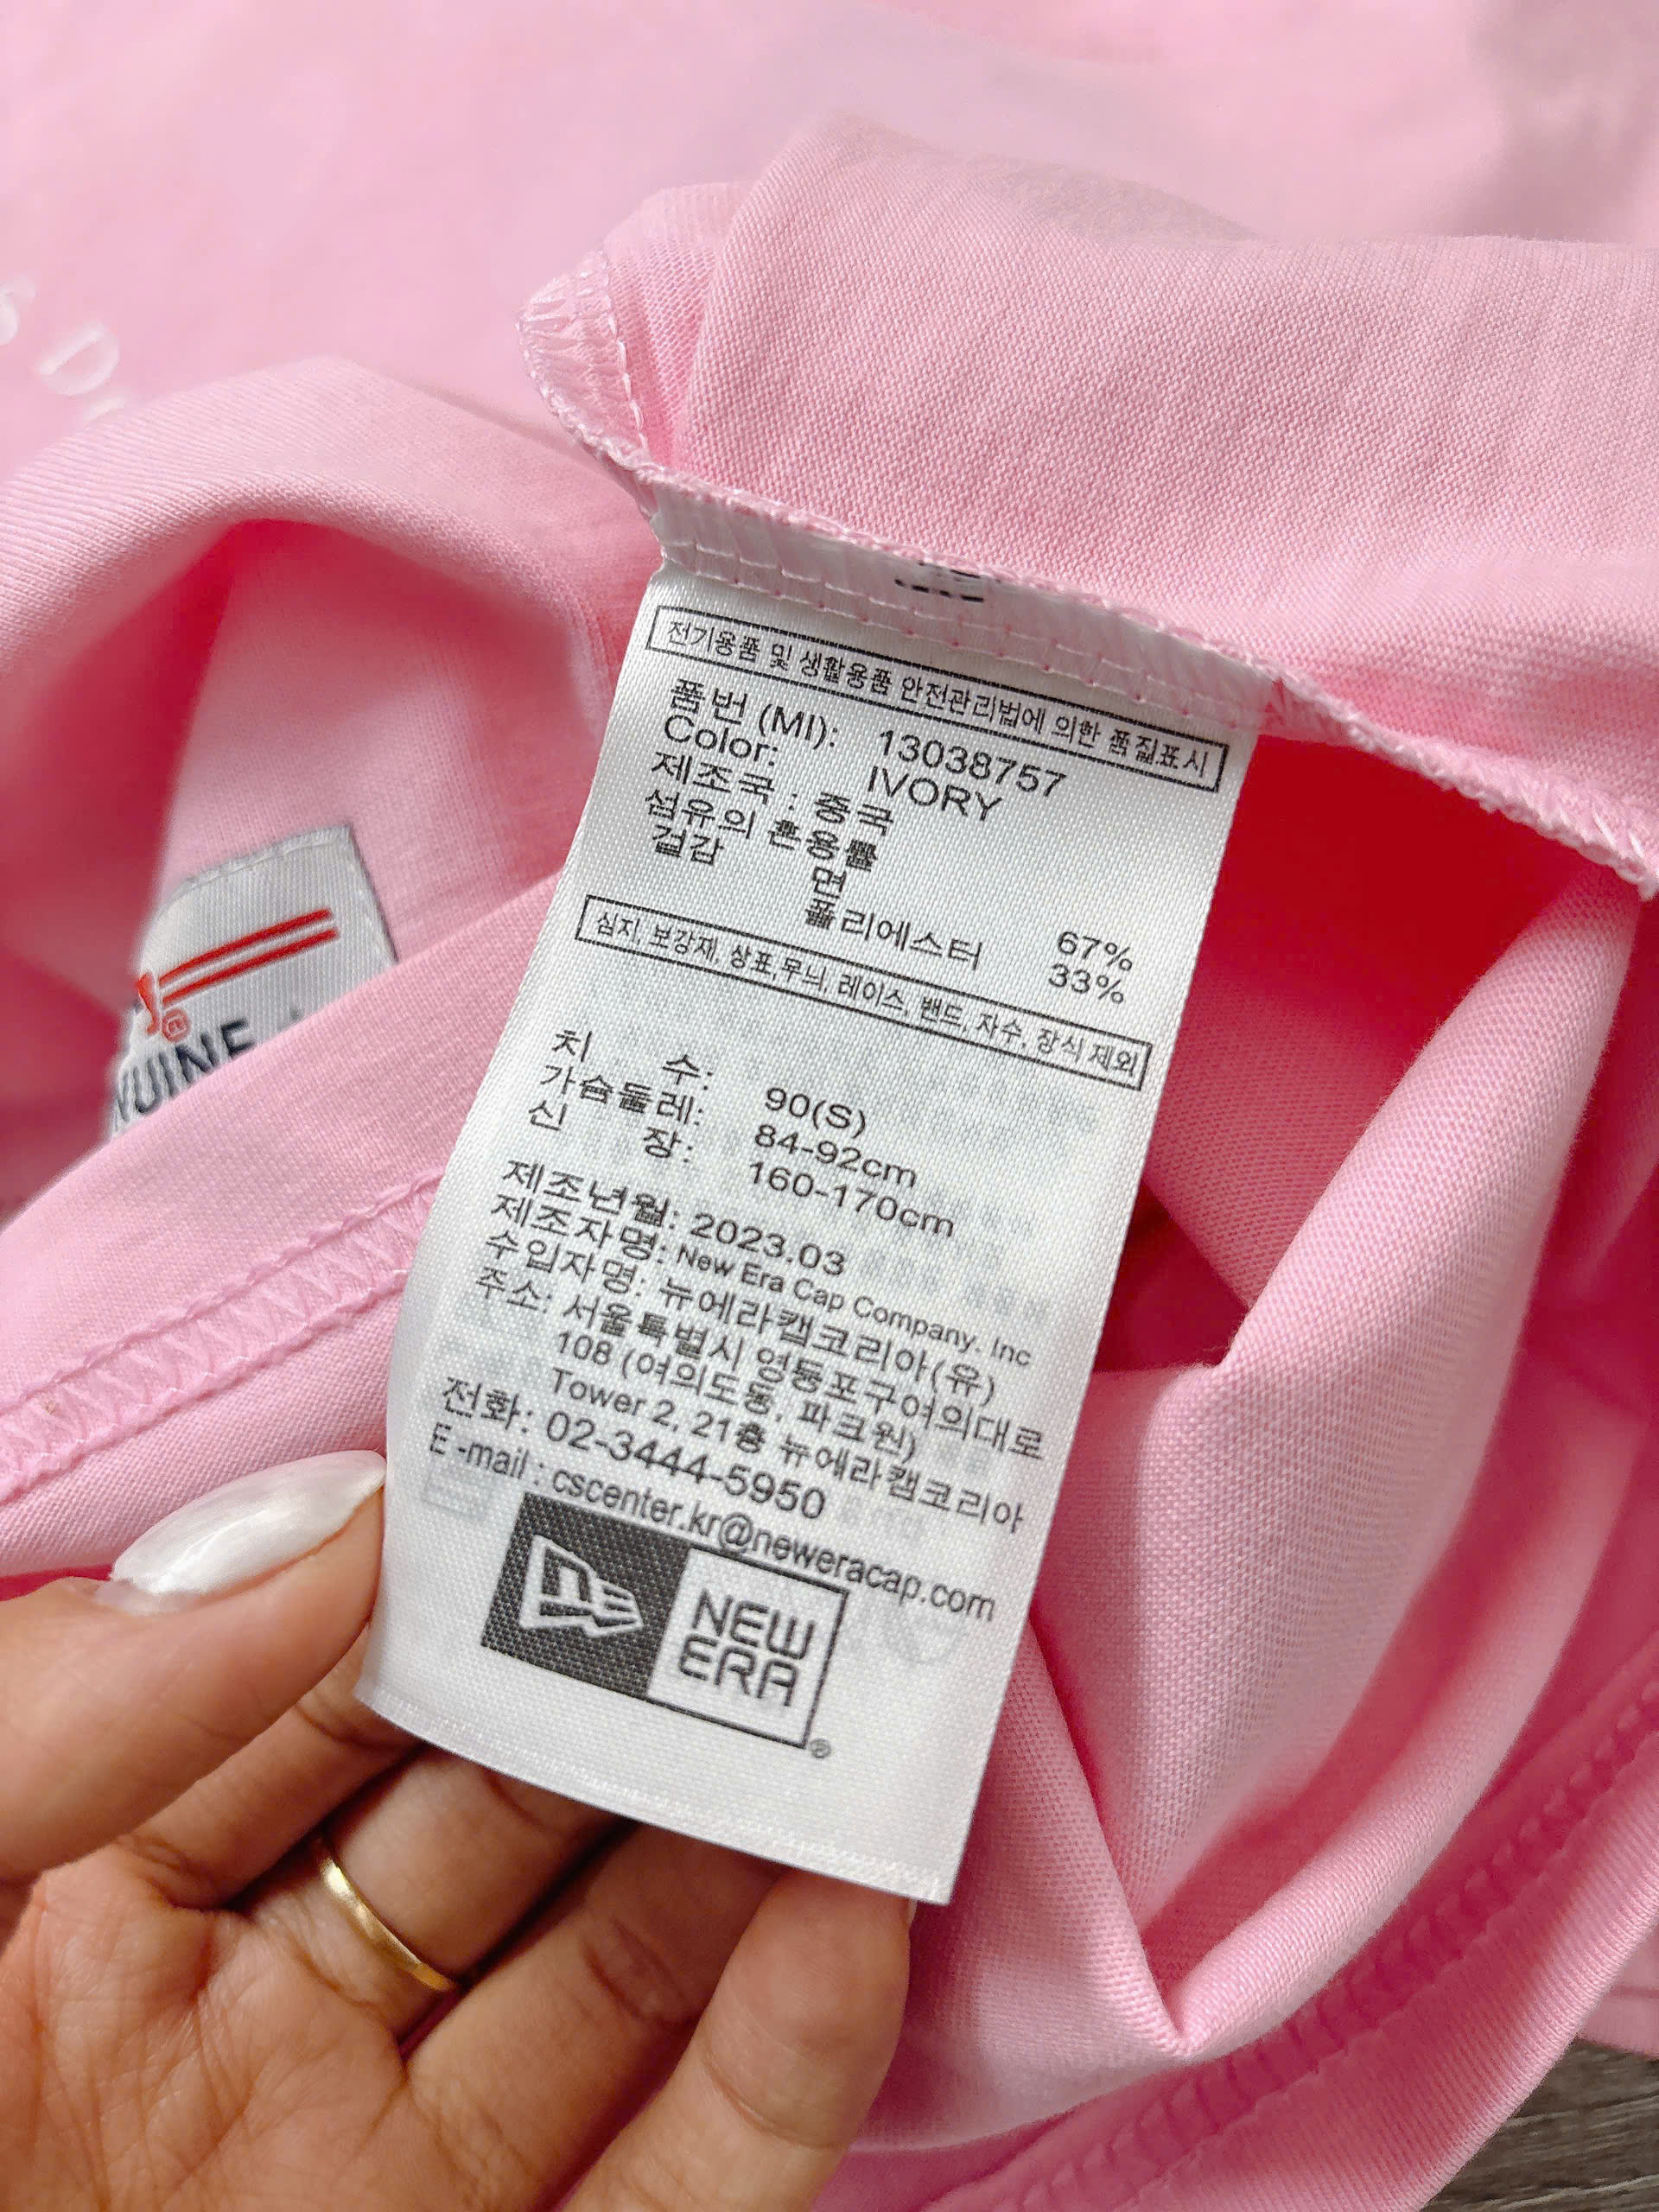 전기용품 및 생활용품 안전관리법에 의한 품질표시
품번 (MI): 13038757
Color: IVORY
제조국 : 중국
섬유의 혼용률
겉감 면 67%
폴리에스터 33%
심지, 보강재, 상표,무늬, 레이스, 밴드, 자수, 장식 제외
치 수: 90(S)
가슴둘레: 84-92cm
신 장: 160-170cm
제조년월: 2023.03
제조자명: New Era Cap Company. Inc
수입자명: 뉴에라캡코리아(유)
주소: 서울특별시 영등포구여의대로
108 (여의도동, 파크원)
Tower 2, 21층 뉴에라캡코리아
전화: 02-3444-5950
E-mail : cscenter.kr@neweracap.com
NEW
ERA
®